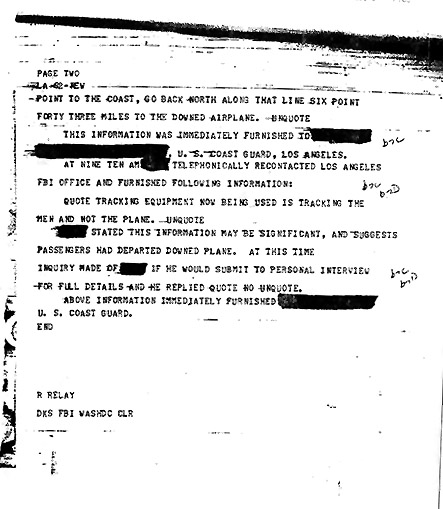 PAGE TWO
LA-62-NEW
POINT TO THE COAST, GO BACK NORTH ALONG THAT LINE SIX POINT
FORTY THREE MILES TO THE DOWNED AIRPLANE. UNQUOTE
THIS INFORMATION WAS IMMEDIATELY FURNISHED TO
b7C
, U. S. COAST GUARD, LOS ANGELES.
AT NINE TEN AM TELEPHONICALLY RECONTACTED LOS ANGELES
FBI OFFICE AND FURNISHED FOLLOWING INFORMATION: b7C
b7D
QUOTE TRACKING EQUIPMENT NOW BEING USED IS TRACKING THE
MEN AND NOT THE PLANE. UNQUOTE
STATED THIS INFORMATION MAY BE SIGNIFICANT, AND SUGGESTS
PASSENGERS HAD DEPARTED DOWNED PLANE. AT THIS TIME
INQUIRY MADE OF IF HE WOULD SUBMIT TO PERSONAL INTERVIEW b7C
b7D
FOR FULL DETAILS AND HE REPLIED QUOTE NO UNQUOTE.
ABOVE INFORMATION IMMEDIATELY FURNISHED
U. S. COAST GUARD.
END
R RELAY
DKS FBI WASHDC CLR